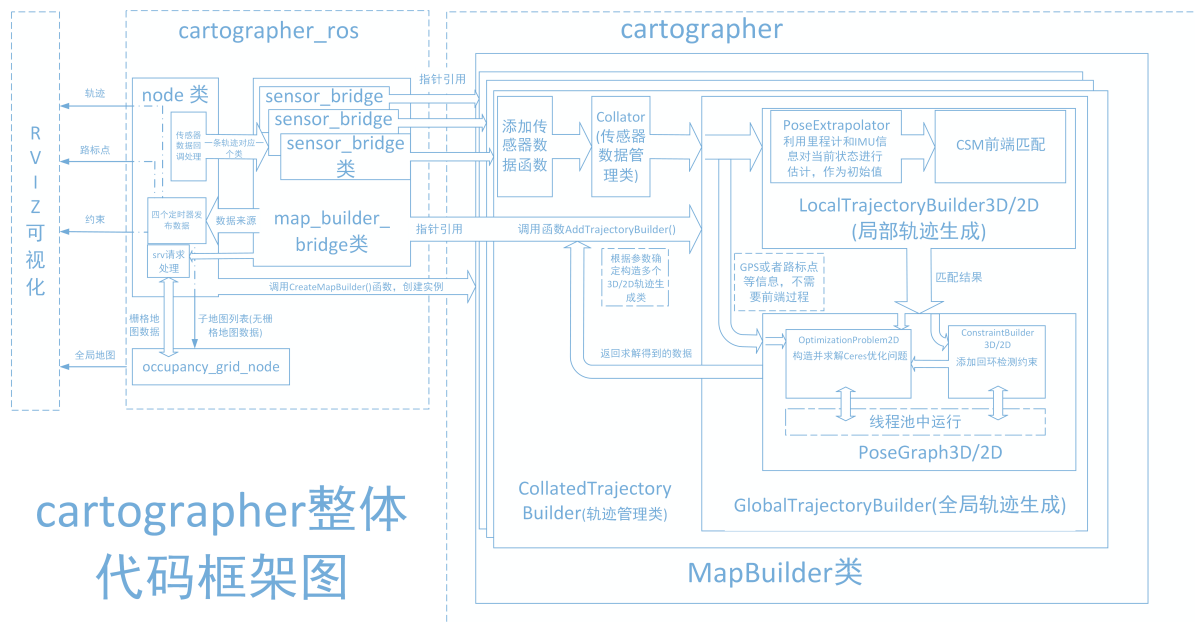 cartographer_ros
cartographer
R
V
I
Z
可
视
化
轨迹
路标点
约束
全局地图
node 类
传感器
数据回
调处理
一条轨迹对应一
个类
sensor_bridge
sensor_bridge
sensor_bridge
类
指针引用
四个定时器发
布数据
数据来源
map_builder_
bridge类
srv请求
处理
指针引用
调用函数AddTrajectoryBuilder()
调用CreateMapBuilder()函数，创建实例
栅格地
图数据
子地图列表(无栅
格地图数据)
occupancy_grid_node
添加传
感器数
据函数
Collator
(传感器
数据管
理类)
PoseExtrapolator
利用里程计和IMU信
息对当前状态进行
估计，作为初始值
CSM前端匹配
LocalTrajectoryBuilder3D/2D
(局部轨迹生成)
根据参数确
定构造多个
3D/2D轨迹生
成类
GPS或者路标点
等信息，不需
要前端过程
匹配结果
OptimizationProblem2D
构造并求解Ceres优化问题
ConstraintBuilder
3D/2D
添加回环检测约束
返回求解得到的数据
线程池中运行
PoseGraph3D/2D
CollatedTrajectory
Builder(轨迹管理类)
GlobalTrajectoryBuilder(全局轨迹生成)
MapBuilder类
cartographer整体
代码框架图